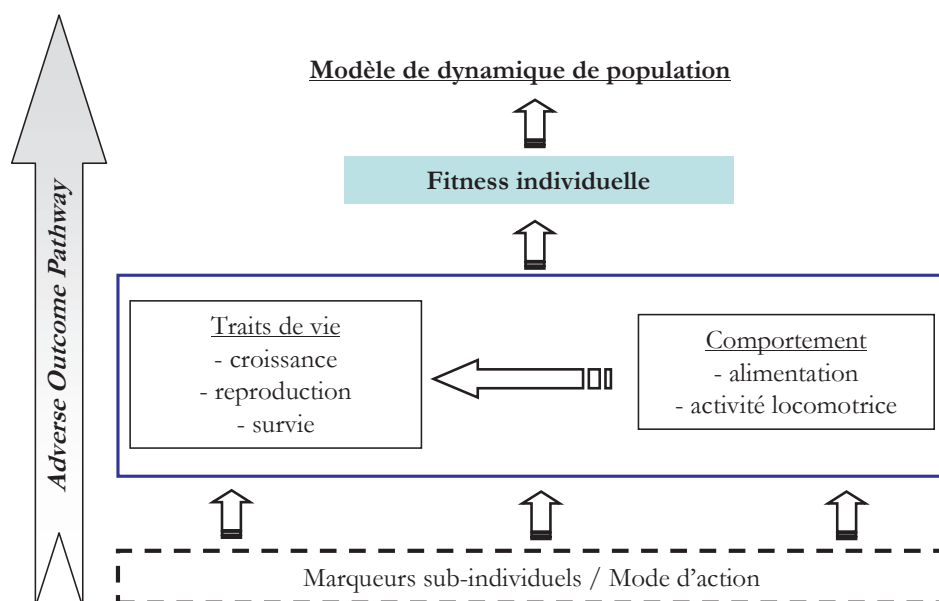 Modèle de dynamique de population
Fitness individuelle
Adverse Outcome Pathway
Traits de vie
- croissance
- reproduction
- survie
Comportement
- alimentation
- activité locomotrice
Marqueurs sub-individuels / Mode d'action